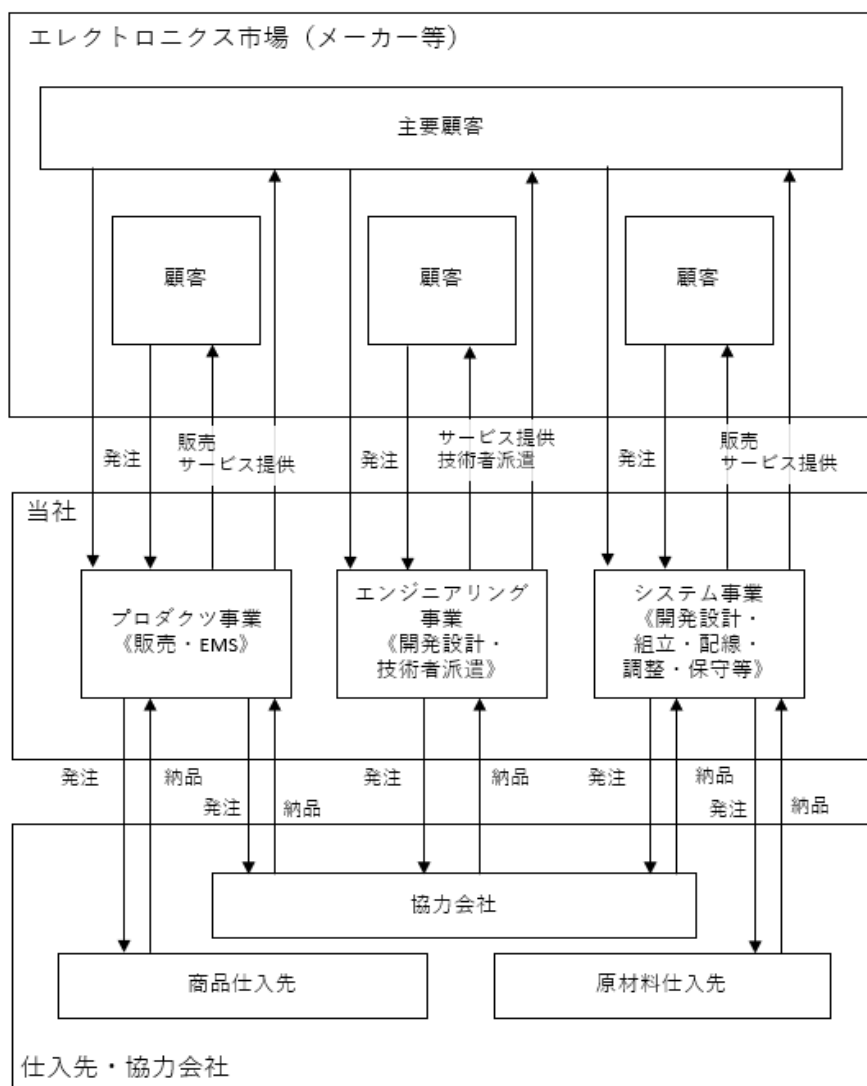 エレクトロニクス市場（メーカー等）
主要顧客
顧客
顧客
顧客
発注
販売
サービス提供
発注
サービス提供
技術者派遣
発注
販売
サービス提供
当社
プロダクツ事業
《販売・EMS》
エンジニアリング
事業
《開発設計・
技術者派遣》
システム事業
《開発設計・
組立・配線・
調整・保守等》
発注
納品
発注
納品
発注
納品
発注
納品
発注
納品
協力会社
商品仕入先
原材料仕入先
仕入先・協力会社